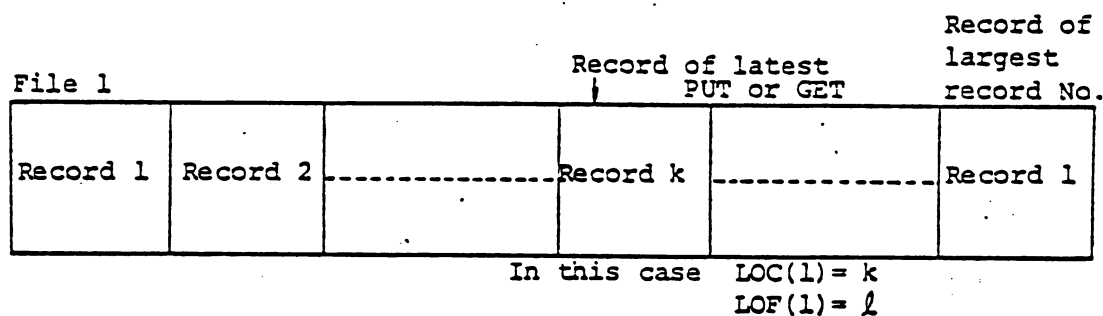 Record of
largest
record No.
File 1
Record of latest
PUT or GET
Record 1
Record 2
Record k
Record l
In this case LOC(1)= k
LOF(1)= ℓ